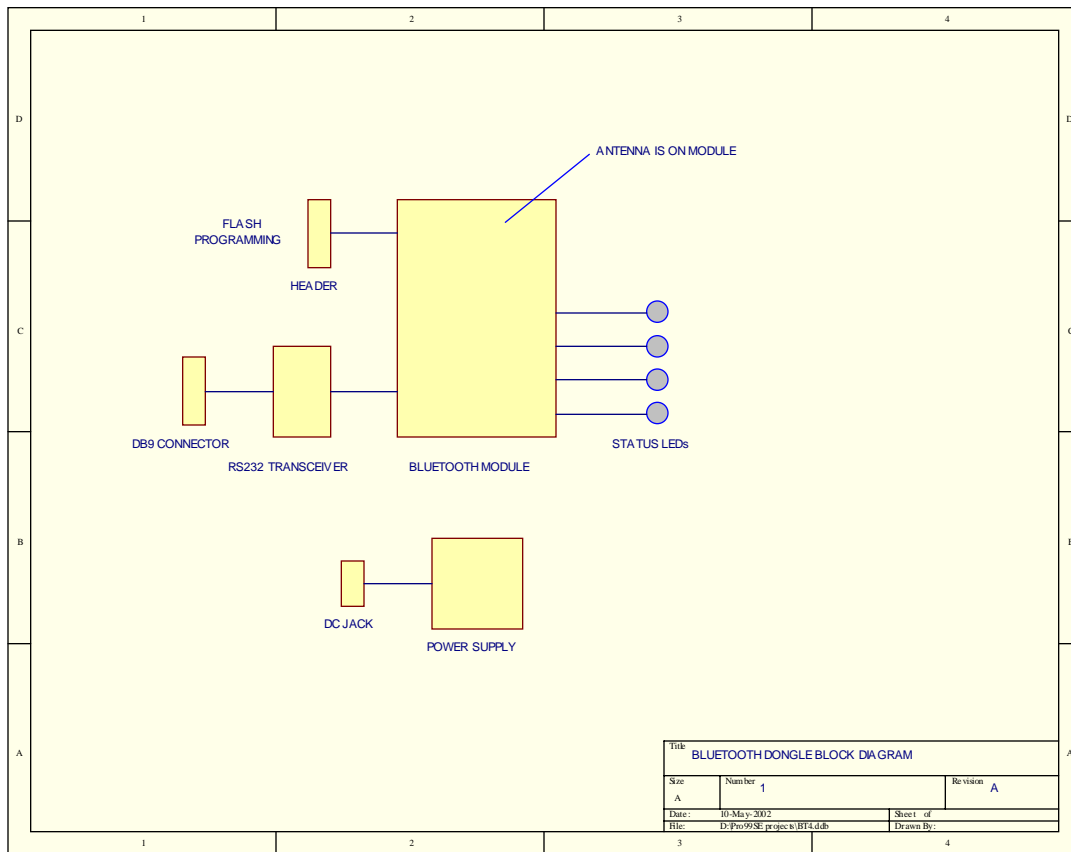 1 2 3 4
D D
ANTENNA IS ON MODULE
FLASH
PROGRAMMING
HEADER
C C
DB9 CONNECTOR
RS232 TRANSCEIVER
BLUETOOTH MODULE
STATUS LEDs
B B
DC JACK
POWER SUPPLY
A A
Title
BLUETOOTH DONGLE BLOCK DIAGRAM
Size Number Revision
A 1 A
Date: 10-May-2002 Sheet of
File: D:\Pro99SE projects\BT4.ddb Drawn By:
1 2 3 4